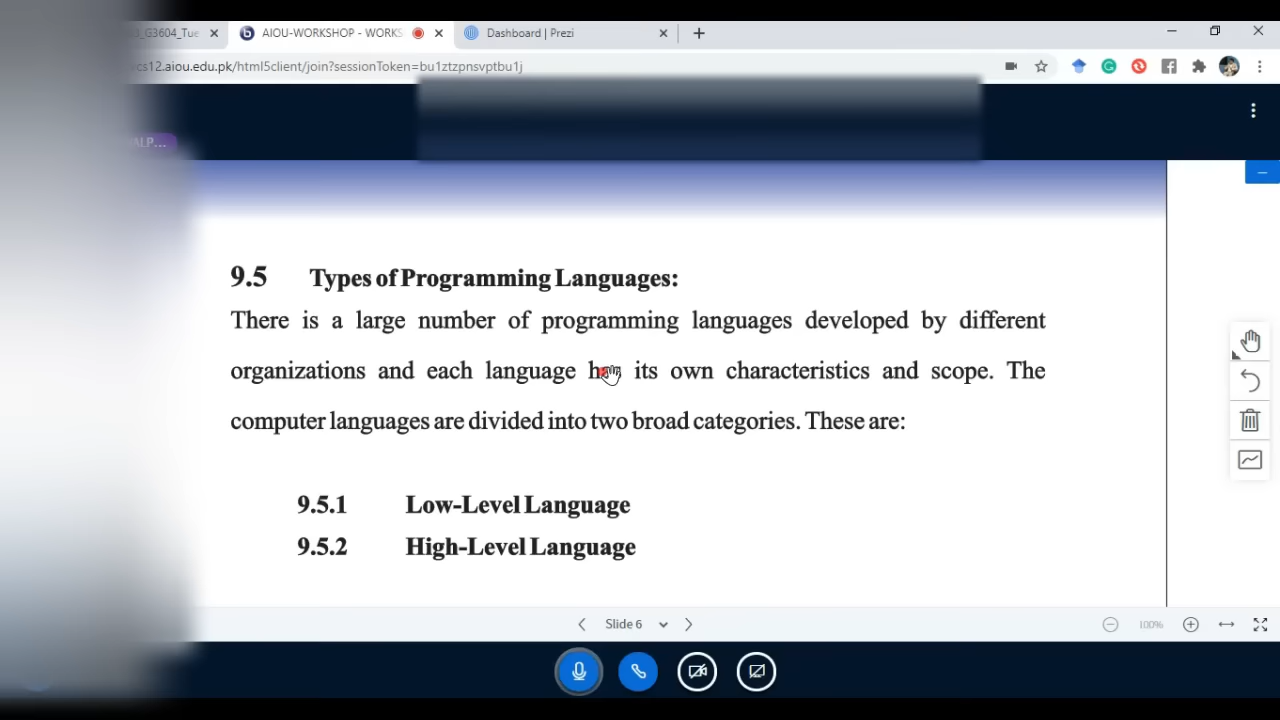 3_G3604_Tue
AIOU-WORKSHOP - WORKS
Dashboard | Prezi
cs12.aiou.edu.pk/html5client/join?sessionToken=bu1ztzpnsvptbu1j
ALP...
9.5 Types of Programming Languages:
There is a large number of programming languages developed by different
organizations and each language has its own characteristics and scope. The
computer languages are divided into two broad categories. These are:
9.5.1 Low-Level Language
9.5.2 High-Level Language
Slide 6
100%